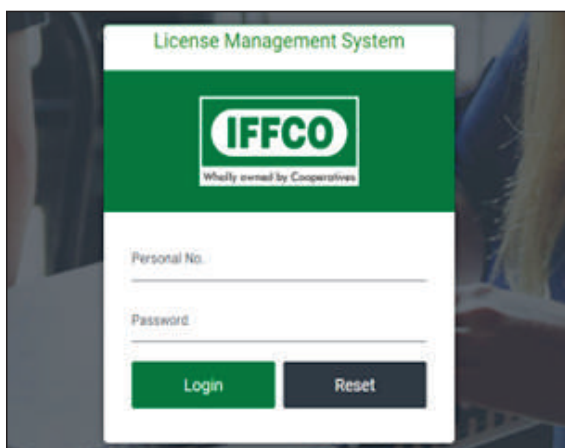 License Management System
IFFCO
Wholly owned by Cooperatives
Personal No.
Password
Login
Reset